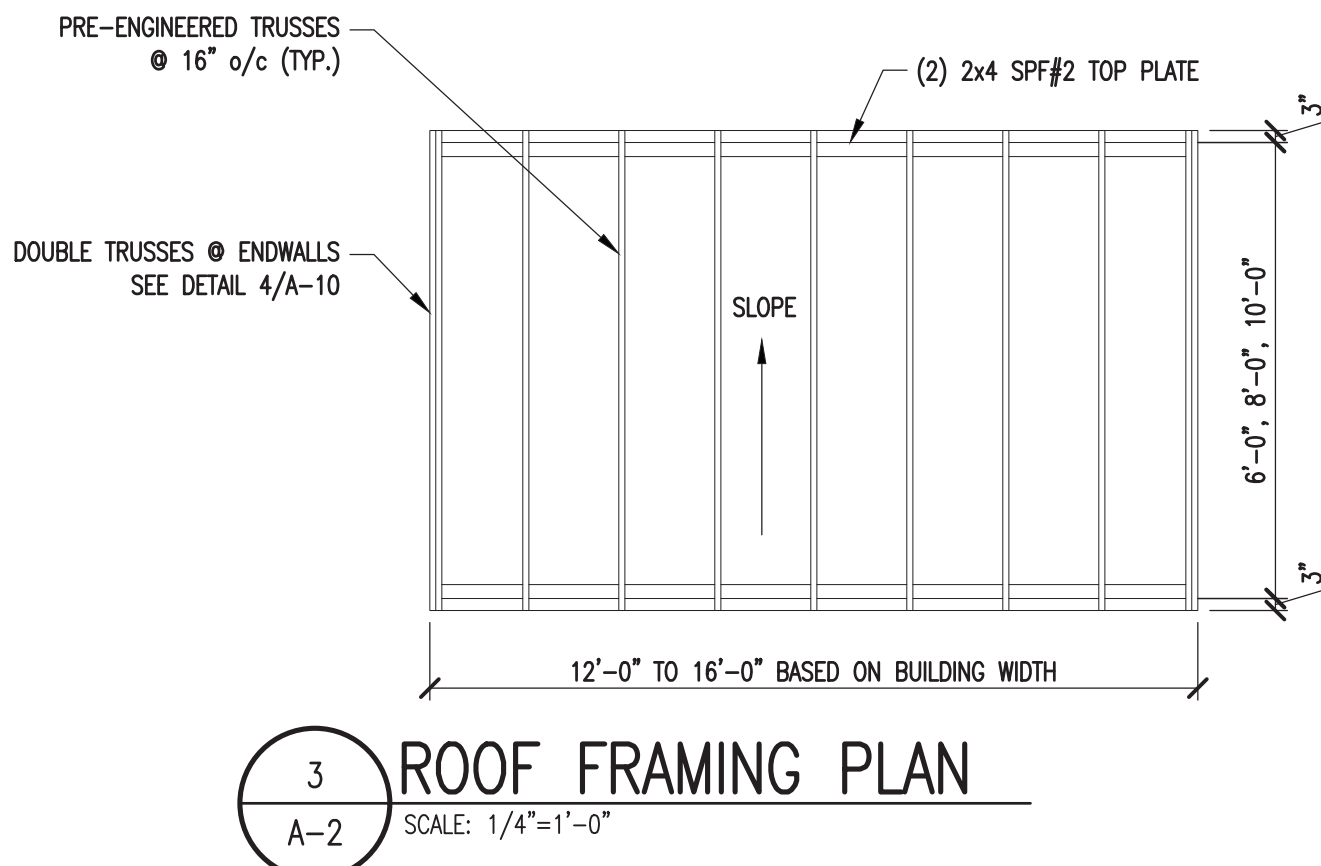 PRE-ENGINEERED TRUSSES
@ 16" o/c (TYP.)
(2) 2x4 SPF#2 TOP PLATE
3"
DOUBLE TRUSSES @ ENDWALLS
SEE DETAIL 4/A-10
SLOPE
6'-0", 8'-0", 10'-0"
3"
12'-0" TO 16'-0" BASED ON BUILDING WIDTH
3
A-2
ROOF FRAMING PLAN
SCALE: 1/4"=1'-0"